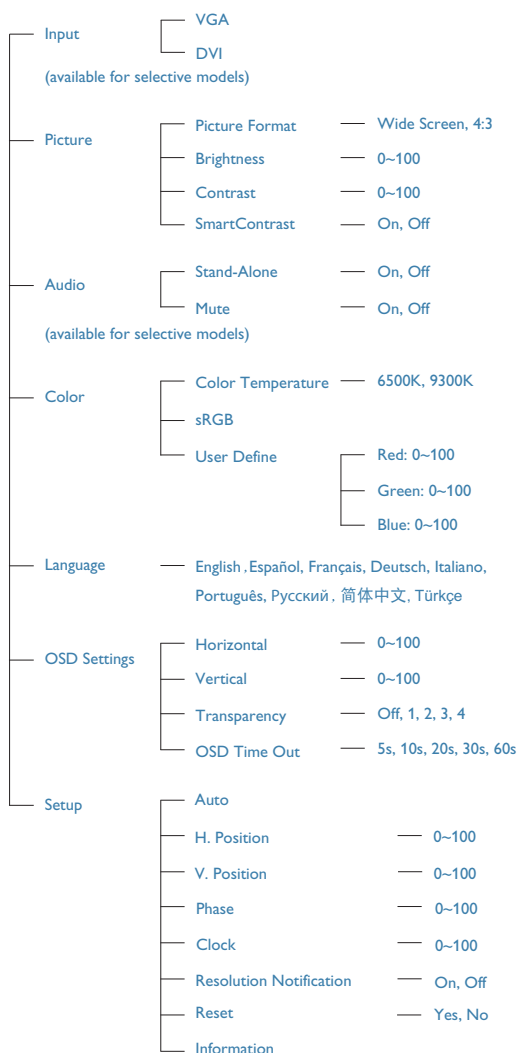 Input
VGA
DVI
(available for selective models)
Picture
Picture Format Wide Screen, 4:3
Brightness 0~100
Contrast 0~100
SmartContrast On, Off
Audio
Stand-Alone On, Off
Mute On, Off
(available for selective models)
Color
Color Temperature 6500K, 9300K
sRGB
User Define Red: 0~100
Green: 0~100
Blue: 0~100
Language English , Español, Français, Deutsch, Italiano,
Português, Русский , 简体中文, Türkçe
OSD Settings
Horizontal 0~100
Vertical 0~100
Transparency Off, 1, 2, 3, 4
OSD Time Out 5s, 10s, 20s, 30s, 60s
Setup
Auto
H. Position 0~100
V. Position 0~100
Phase 0~100
Clock 0~100
Resolution Notification On, Off
Reset Yes, No
Information